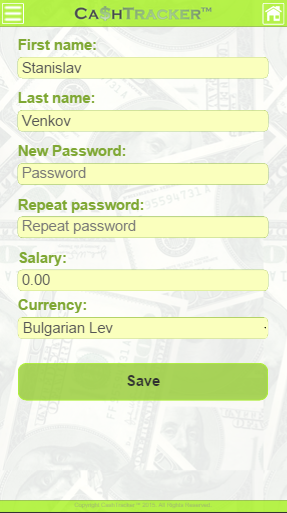 CA$HTRACKER™
First name:
Stanislav
Last name:
Venkov
New Password:
Password
Repeat password:
Repeat password
Salary:
0.00
Currency:
Bulgarian Lev
Save
Copyright CashTracker © 2015. All Rights Reserved